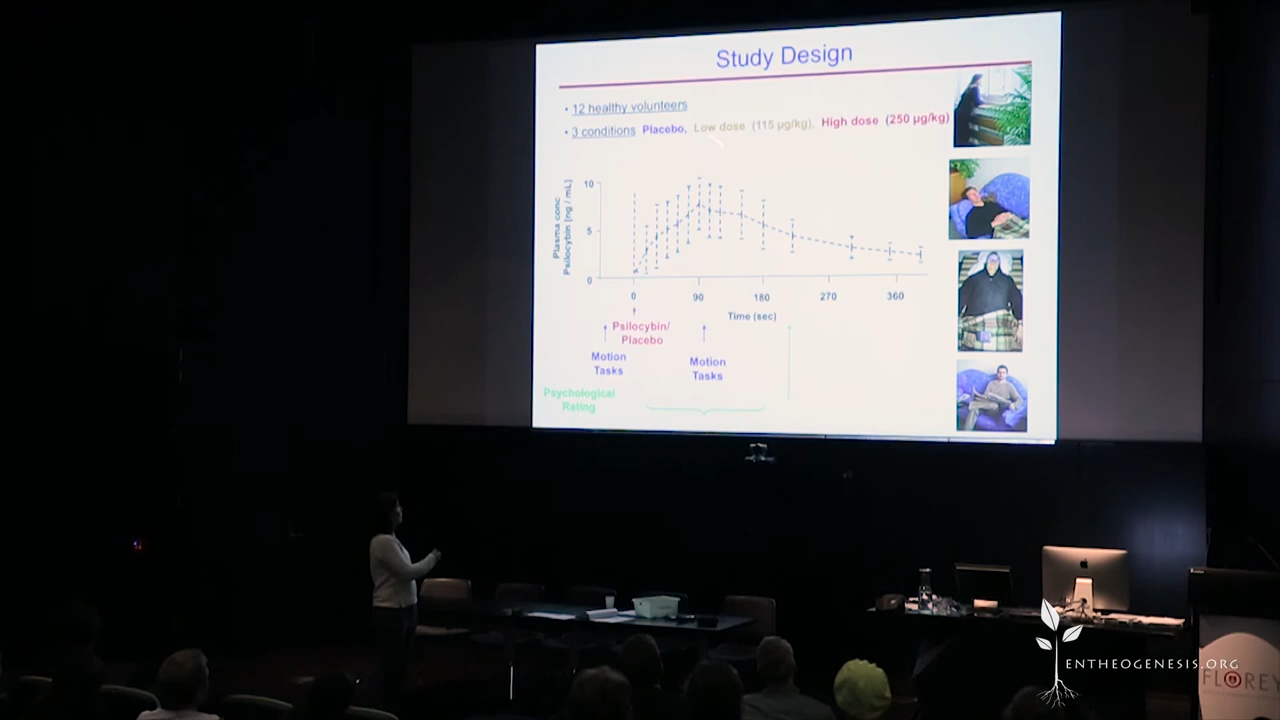 Study Design
• 12 healthy volunteers
• 3 conditions Placebo, Low dose (115 µg/kg), High dose (250 µg/kg)
Plasma conc
Psilocybin [ng / mL]
10
5
0
0 90 180 270 360
Time (sec)
Psilocybin/
Placebo
Motion
Tasks
Motion
Tasks
Psychological
Rating
ENTHEOGENESIS.ORG
FLOREY